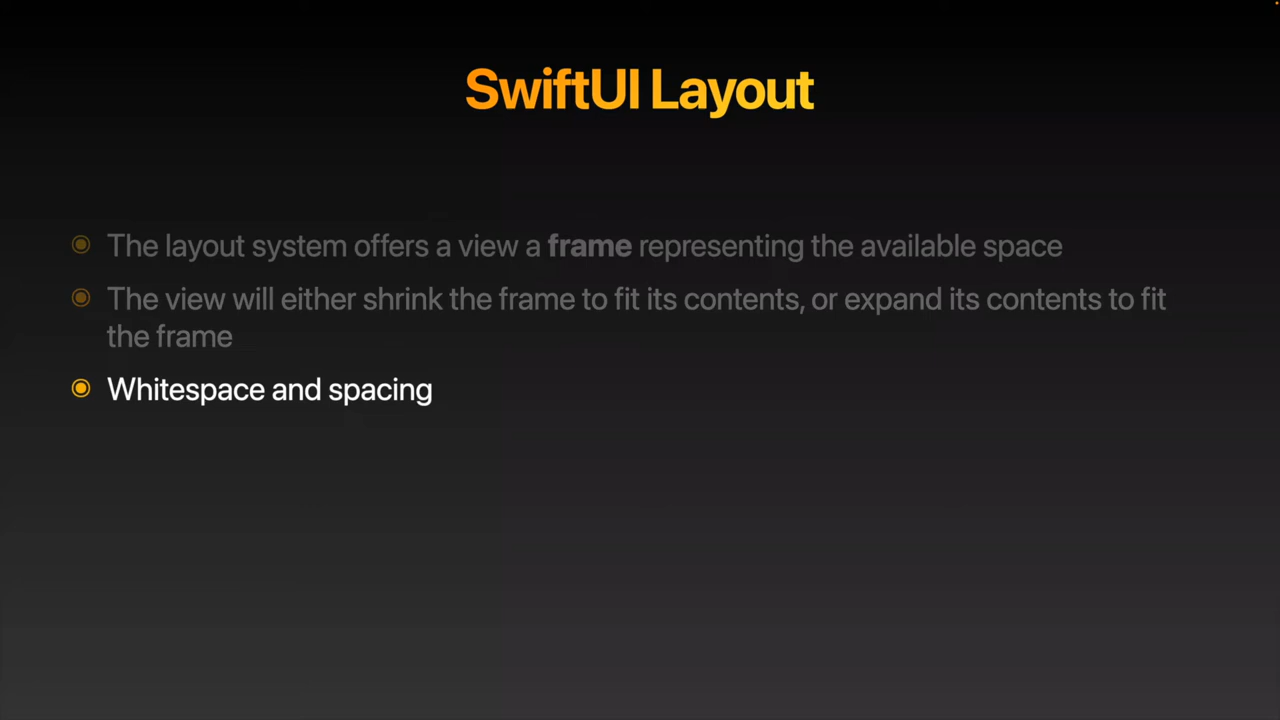 SwiftUI Layout
The layout system offers a view a frame representing the available space
The view will either shrink the frame to fit its contents, or expand its contents to fit
the frame
Whitespace and spacing